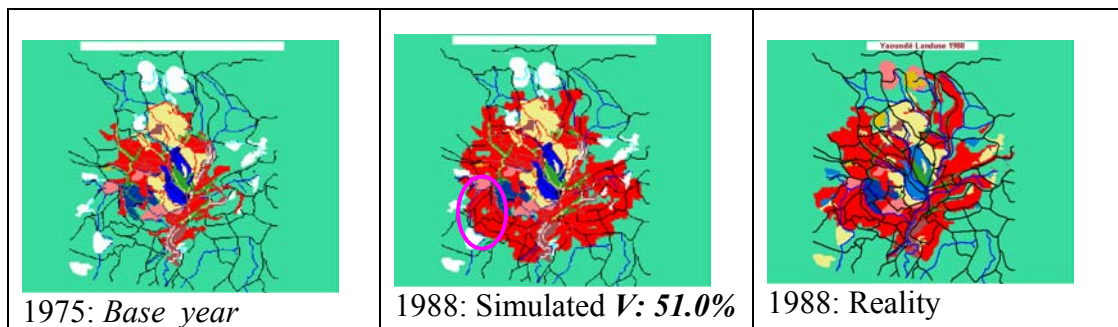 Yaoundé Landuse 1988
1975: Base year
1988: Simulated V: 51.0%
1988: Reality